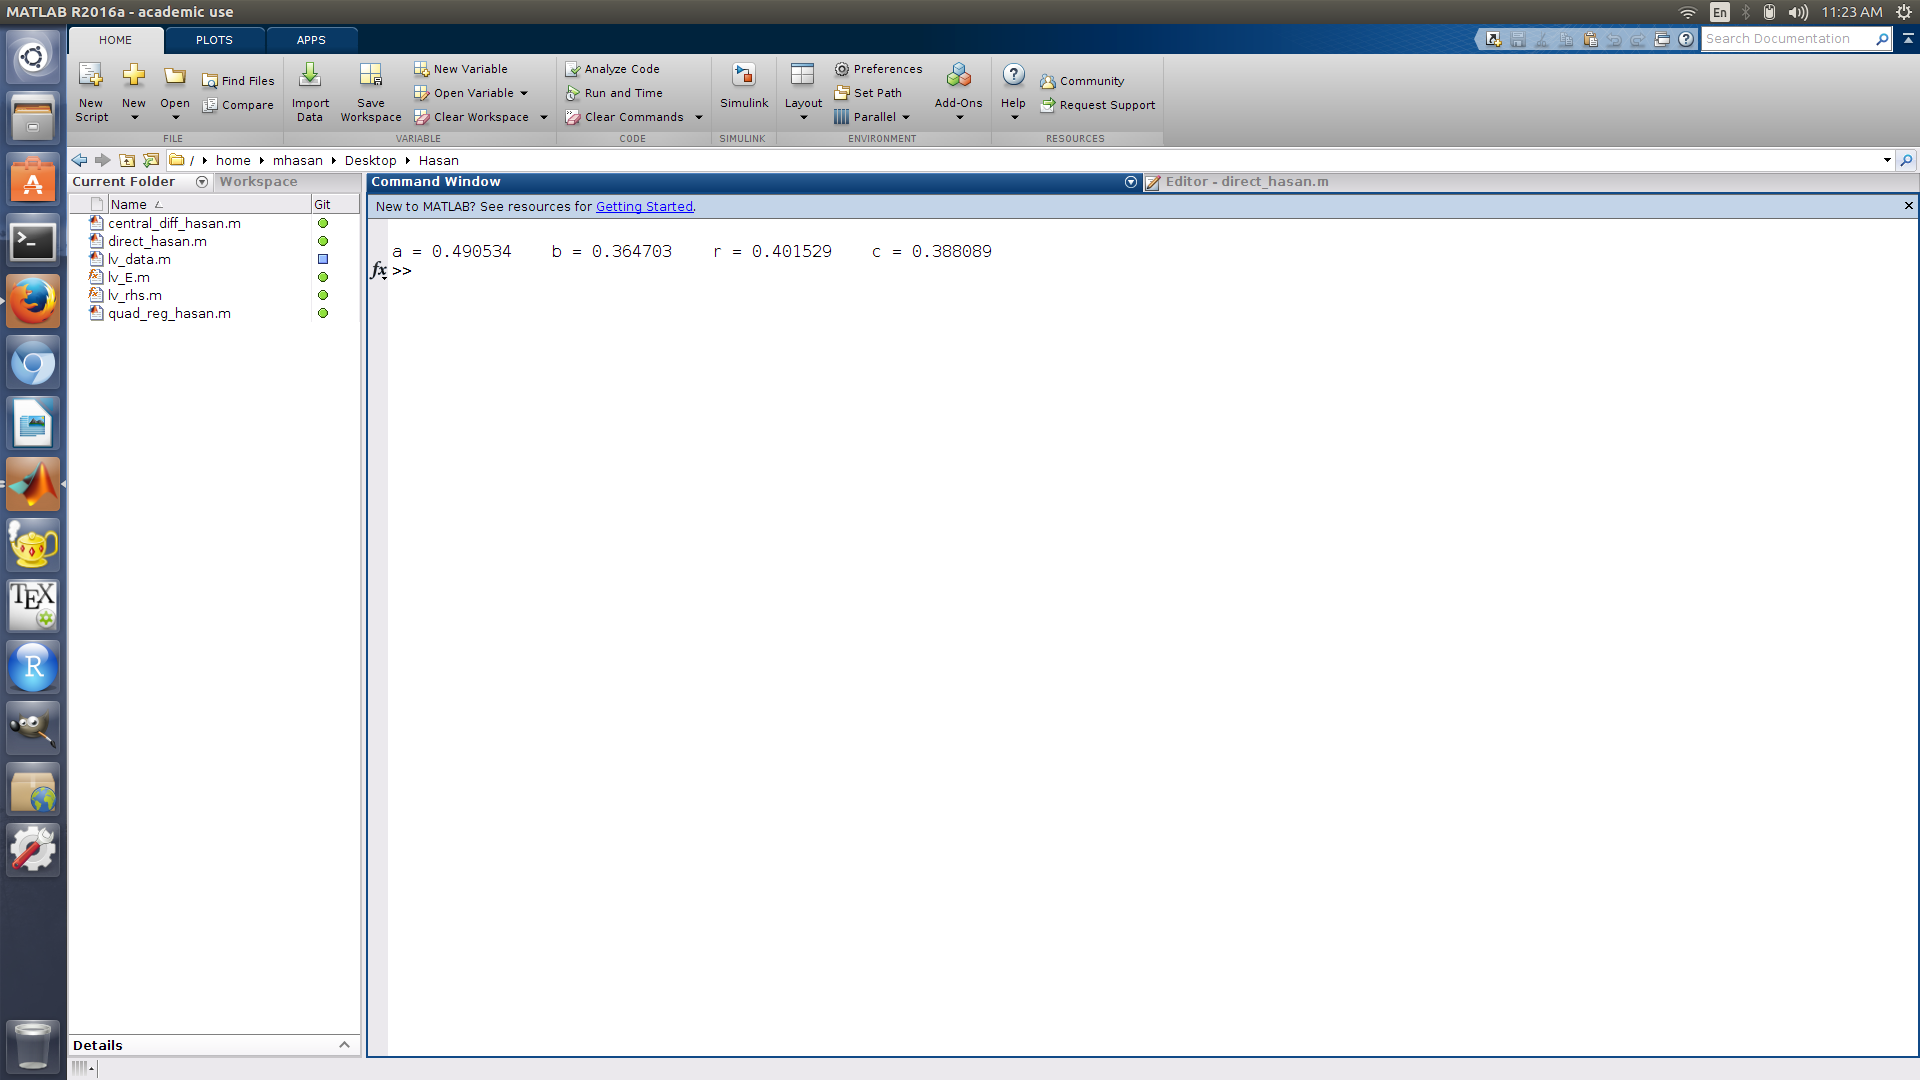 MATLAB R2016a - academic use
En
11:23 AM
HOME
PLOTS
APPS
Search Documentation
New Script
New
Open
Find Files
Compare
Import Data
Save Workspace
New Variable
Open Variable
Clear Workspace
Analyze Code
Run and Time
Clear Commands
Simulink
Layout
Preferences
Set Path
Parallel
Add-Ons
Help
Community
Request Support
FILE
VARIABLE
CODE
SIMULINK
ENVIRONMENT
RESOURCES
/ home mhasan Desktop Hasan
Current Folder
Workspace
Command Window
Editor - direct_hasan.m
Name
Git
New to MATLAB? See resources for Getting Started.
central_diff_hasan.m
direct_hasan.m
lv_data.m
lv_E.m
lv_rhs.m
quad_reg_hasan.m
a = 0.490534    b = 0.364703    r = 0.401529    c = 0.388089
fx >>
TEX
R
Details